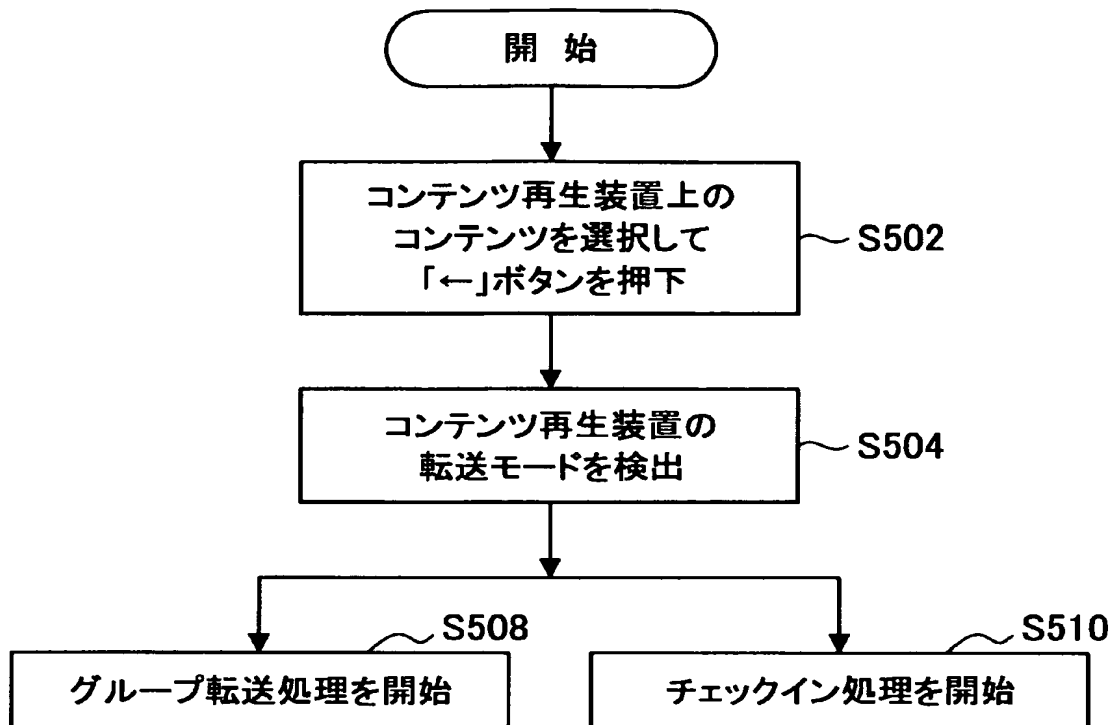 開 始
コンテンツ再生装置上の
コンテンツを選択して
「←」ボタンを押下
S502
コンテンツ再生装置の
転送モードを検出
S504
S508
グループ転送処理を開始
S510
チェックイン処理を開始